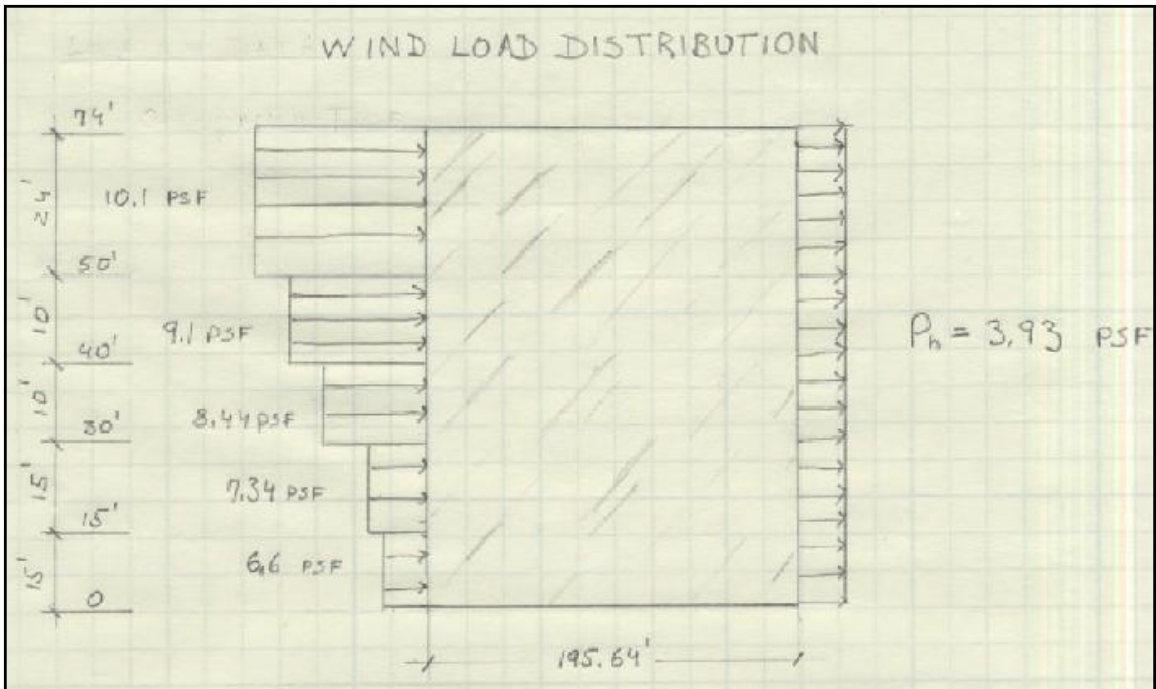 WIND LOAD DISTRIBUTION
74'
24'
10.1 PSF
50'
10'
9.1 PSF
40'
Ph = 3.93 PSF
10'
8.44 PSF
30'
15'
7.34 PSF
15'
15'
6.6 PSF
0
195.64'